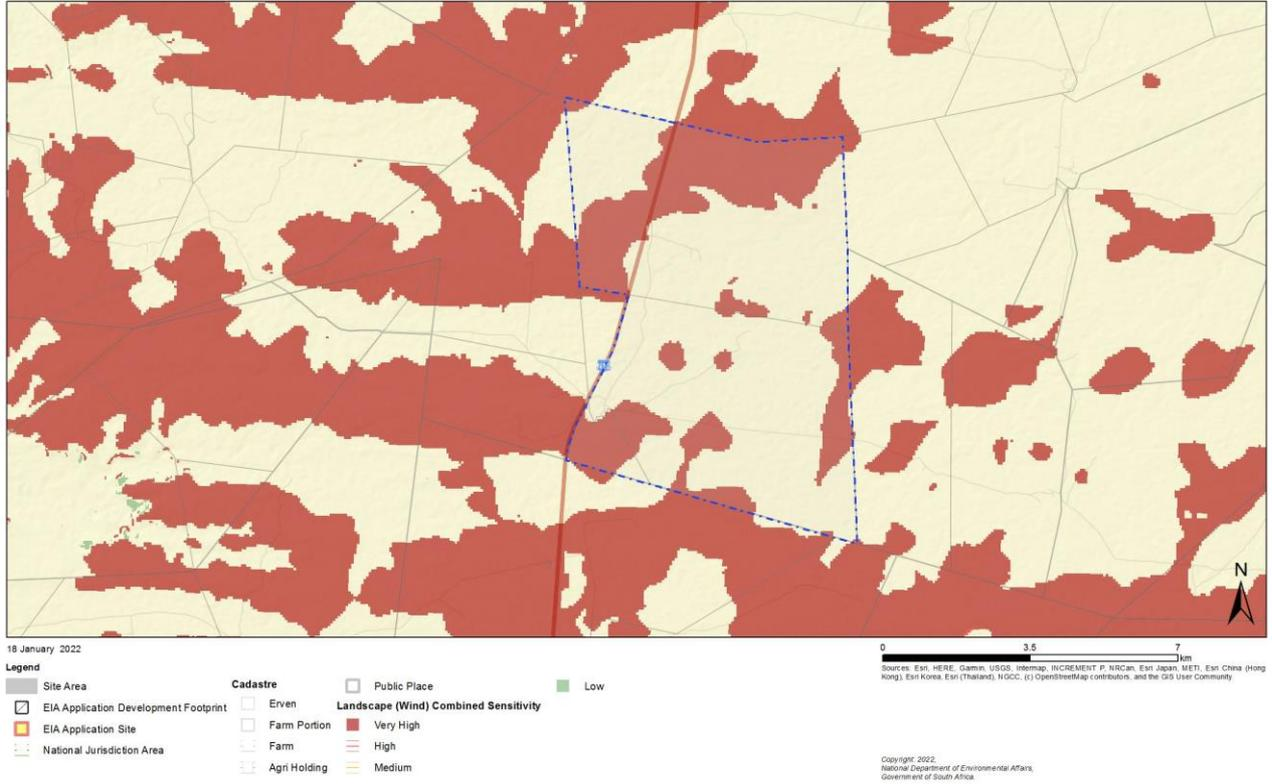 N
0 3.5 7
km
18 January 2022
Sources: Esri, HERE, Garmin, USGS, Intermap, INCREMENT P, NRCan, Esri Japan, METI, Esri China (Hong
Kong), Esri Korea, Esri (Thailand), NGCC, (c) OpenStreetMap contributors, and the GIS User Community
Legend
Site Area
EIA Application Development Footprint
EIA Application Site
National Jurisdiction Area
Cadastre
Erven
Farm Portion
Farm
Agri Holding
Public Place
Landscape (Wind) Combined Sensitivity
Very High
High
Medium
Low
Copyright: 2022,
National Department of Environmental Affairs,
Government of South Africa.